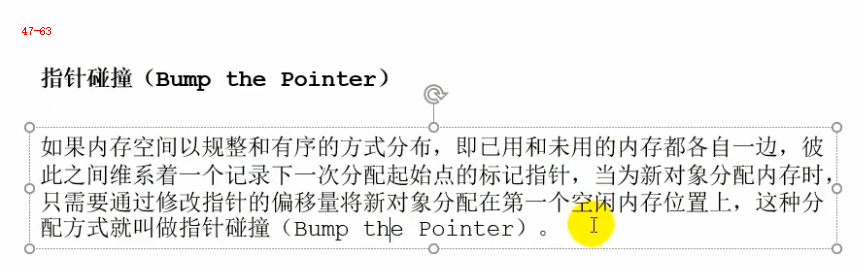 47-63
指针碰撞（Bump the Pointer）
如果内存空间以规整和有序的方式分布，即已用和未用的内存都各自一边，彼
此之间维系着一个记录下一次分配起始点的标记指针，当为新对象分配内存时，
只需要通过修改指针的偏移量将新对象分配在第一个空闲内存位置上，这种分
配方式就叫做指针碰撞（Bump the Pointer）。